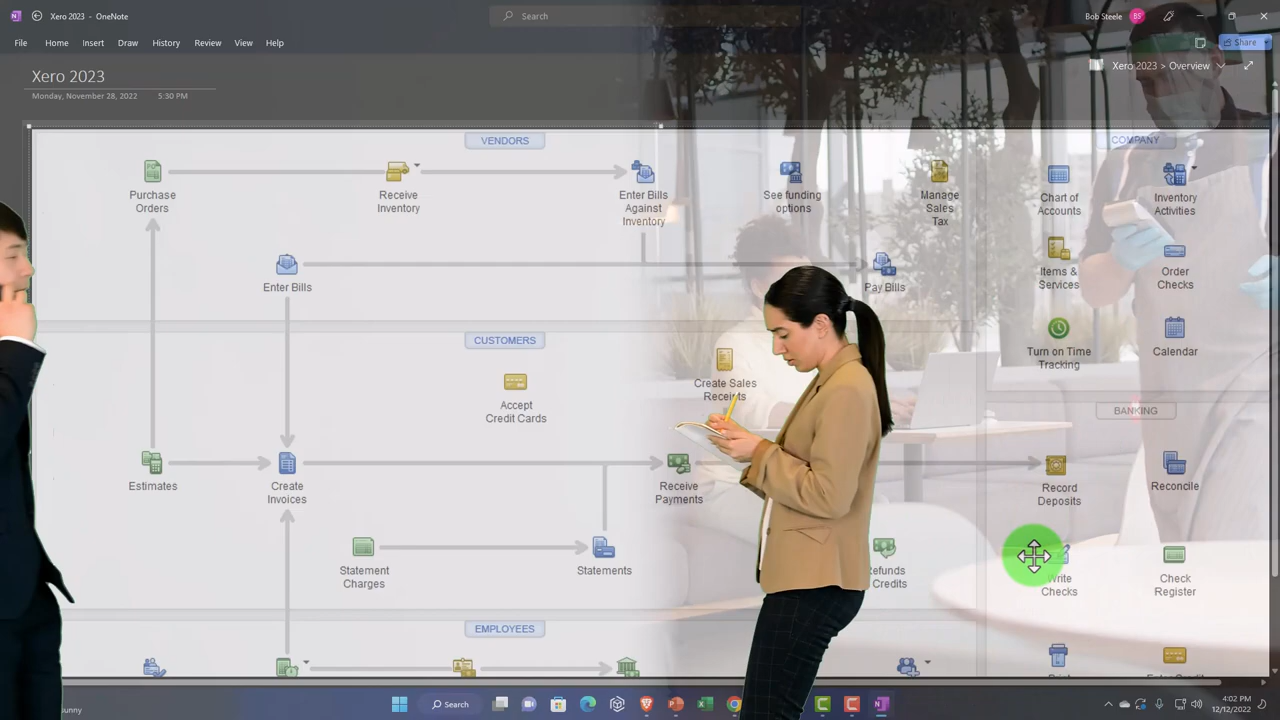 Xero 2023 - OneNote
Search
Bob Steele
BS
File Home Insert Draw History Review View Help
Share
Xero 2023
Xero 2023 > Overview
Monday, November 28, 2022 5:30 PM
VENDORS
COMPANY
Purchase
Orders
Receive
Inventory
Enter Bills
Against
Inventory
See funding
options
Manage
Sales
Tax
Chart of
Accounts
Inventory
Activities
Enter Bills
Pay Bills
Items &
Services
Order
Checks
CUSTOMERS
Turn on Time
Tracking
Calendar
Accept
Credit Cards
Create Sales
Receipts
BANKING
Estimates
Create
Invoices
Receive
Payments
Record
Deposits
Reconcile
Statement
Charges
Statements
Refunds
Credits
Write
Checks
Check
Register
EMPLOYEES
Search
4:02 PM
12/12/2022